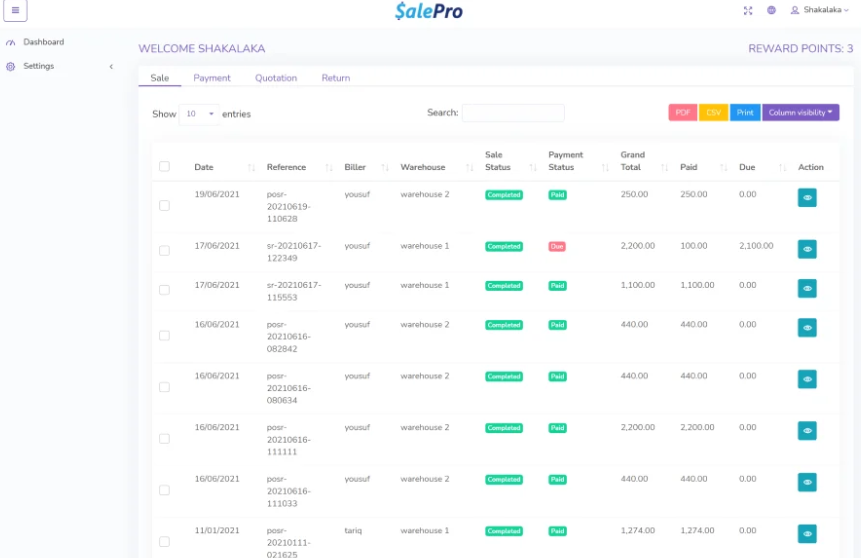 $alePro
Shakalaka
Dashboard
Settings
WELCOME SHAKALAKA
REWARD POINTS: 3
Sale Payment Quotation Return
Show 10 entries
Search:
PDF CSV Print Column visibility
Date Reference Biller Warehouse Sale Status Payment Status Grand Total Paid Due Action
19/06/2021 posr-20210619-110628 yousuf warehouse 2 Completed Paid 250.00 250.00 0.00
17/06/2021 sr-20210617-122349 yousuf warehouse 1 Completed Due 2,200.00 100.00 2,100.00
17/06/2021 sr-20210617-115553 yousuf warehouse 1 Completed Paid 1,100.00 1,100.00 0.00
16/06/2021 posr-20210616-082842 yousuf warehouse 2 Completed Paid 440.00 440.00 0.00
16/06/2021 posr-20210616-080634 yousuf warehouse 2 Completed Paid 440.00 440.00 0.00
16/06/2021 posr-20210616-111111 yousuf warehouse 2 Completed Paid 2,200.00 2,200.00 0.00
16/06/2021 posr-20210616-111033 yousuf warehouse 2 Completed Paid 440.00 440.00 0.00
11/01/2021 posr-20210111-021625 tariq warehouse 1 Completed Paid 1,274.00 1,274.00 0.00